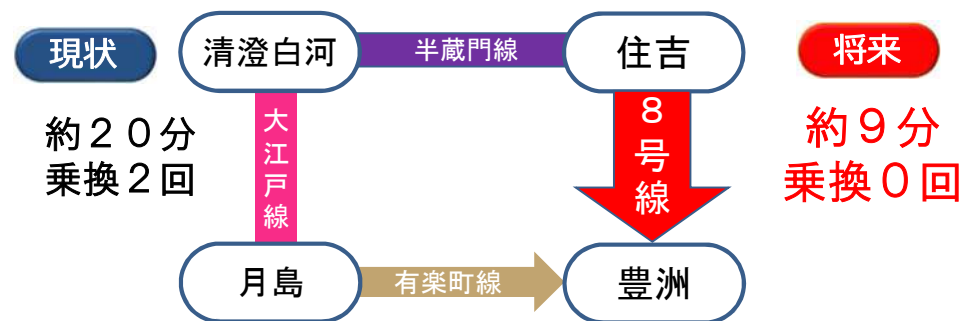 現状
清澄白河
半蔵門線
住吉
将来
約２０分
乗換２回
大江戸線
８号線
約９分
乗換０回
月島
有楽町線
豊洲